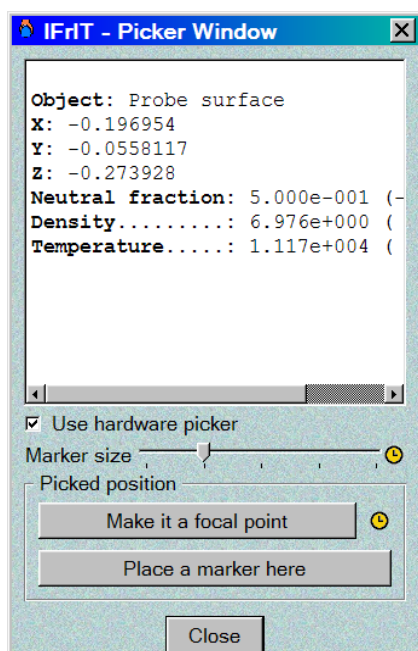 IFrIT - Picker Window
Object: Probe surface
X: -0.196954
Y: -0.0558117
Z: -0.273928
Neutral fraction: 5.000e-001 (-
Density.........: 6.976e+000 (
Temperature.....: 1.117e+004 (
Use hardware picker
Marker size
Picked position
Make it a focal point
Place a marker here
Close